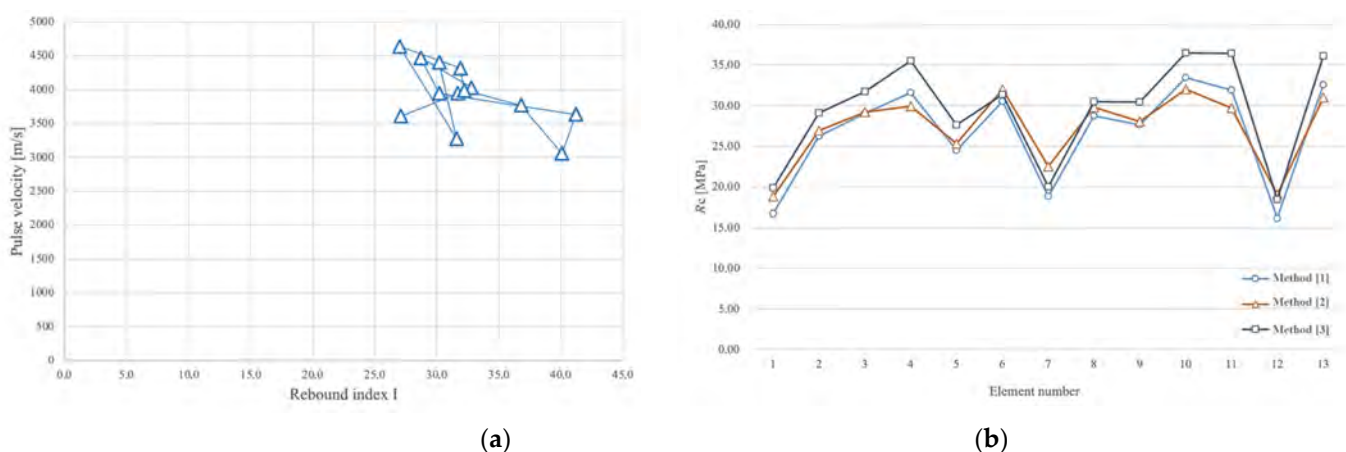 5000
4500
4000
3500
3000
2500
2000
1500
1000
500
0
Pulse velocity [m/s]
0.0 5.0 10.0 15.0 20.0 25.0 30.0 35.0 40.0 45.0
Rebound index I
(a)
40.00
35.00
30.00
25.00
20.00
15.00
10.00
5.00
0.00
Rc [MPa]
Method [1]
Method [2]
Method [3]
1 2 3 4 5 6 7 8 9 10 11 12 13
Element number
(b)